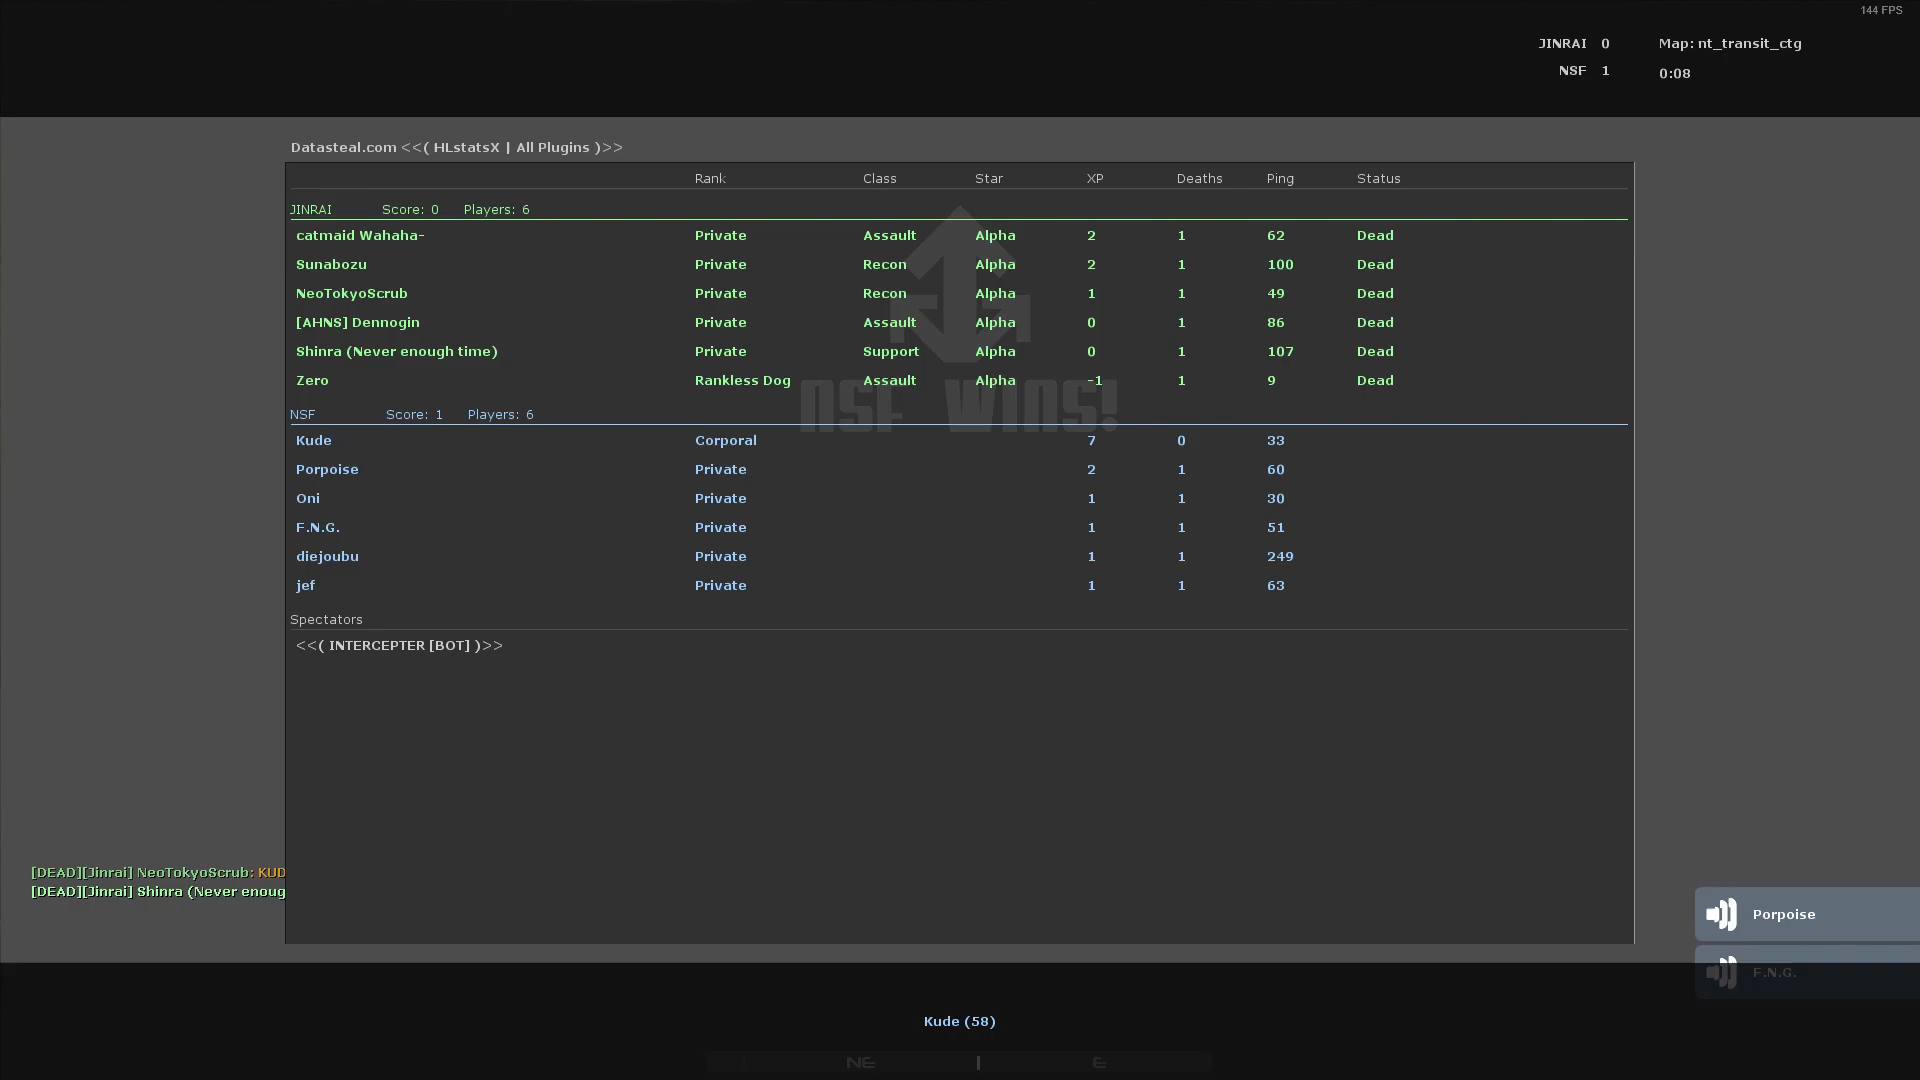 144 FPS
JINRAI 0 Map: nt_transit_ctg
NSF 1 0:08
Datasteal.com <<( HLstatsX | All Plugins )>>
Rank Class Star XP Deaths Ping Status
JINRAI Score: 0 Players: 6
catmaid Wahaha- Private Assault Alpha 2 1 62 Dead
Sunabozu Private Recon Alpha 2 1 100 Dead
NeoTokyoScrub Private Recon Alpha 1 1 49 Dead
[AHNS] Dennogin Private Assault Alpha 0 1 86 Dead
Shinra (Never enough time) Private Support Alpha 0 1 107 Dead
Zero Rankless Dog Assault Alpha -1 1 9 Dead
NSF WINS!
NSF Score: 1 Players: 6
Kude Corporal 7 0 33
Porpoise Private 2 1 60
Oni Private 1 1 30
F.N.G. Private 1 1 51
diejoubu Private 1 1 249
jef Private 1 1 63
Spectators
<<( INTERCEPTER [BOT] )>>
[DEAD][Jinrai] NeoTokyoScrub: KUD
[DEAD][Jinrai] Shinra (Never enoug
Porpoise
F.N.G.
Kude (58)
NE | E